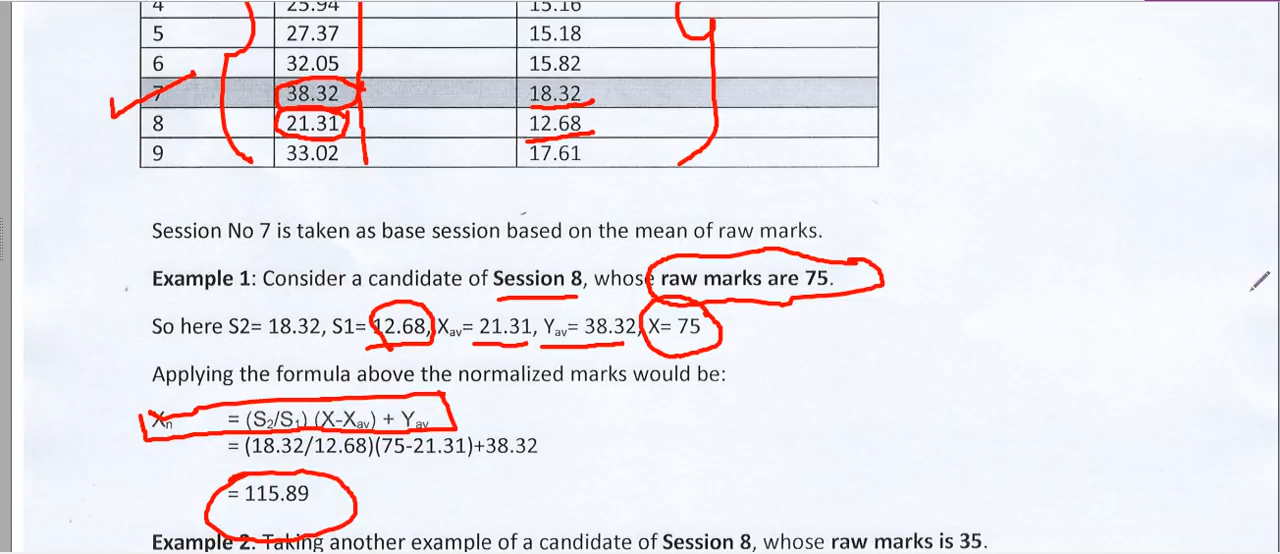 4 25.94 15.16
5 27.37 15.18
6 32.05 15.82
7 38.32 18.32
8 21.31 12.68
9 33.02 17.61
Session No 7 is taken as base session based on the mean of raw marks.
Example 1: Consider a candidate of Session 8, whose raw marks are 75.
So here S2= 18.32, S1= 12.68, Xav= 21.31, Yav= 38.32, X= 75
Applying the formula above the normalized marks would be:
Xn = (S2/S1) (X-Xav) + Yav
= (18.32/12.68)(75-21.31)+38.32
= 115.89
Example 2: Taking another example of a candidate of Session 8, whose raw marks is 35.